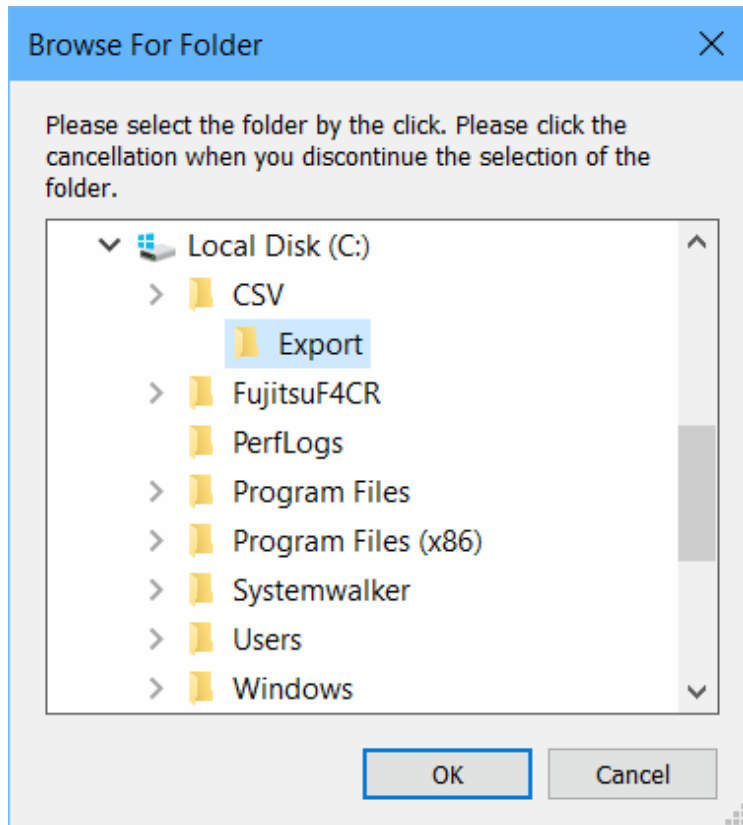 Browse For Folder
Please select the folder by the click. Please click the
cancellation when you discontinue the selection of the
folder.
Local Disk (C:)
CSV
Export
FujitsuF4CR
PerfLogs
Program Files
Program Files (x86)
Systemwalker
Users
Windows
OK
Cancel